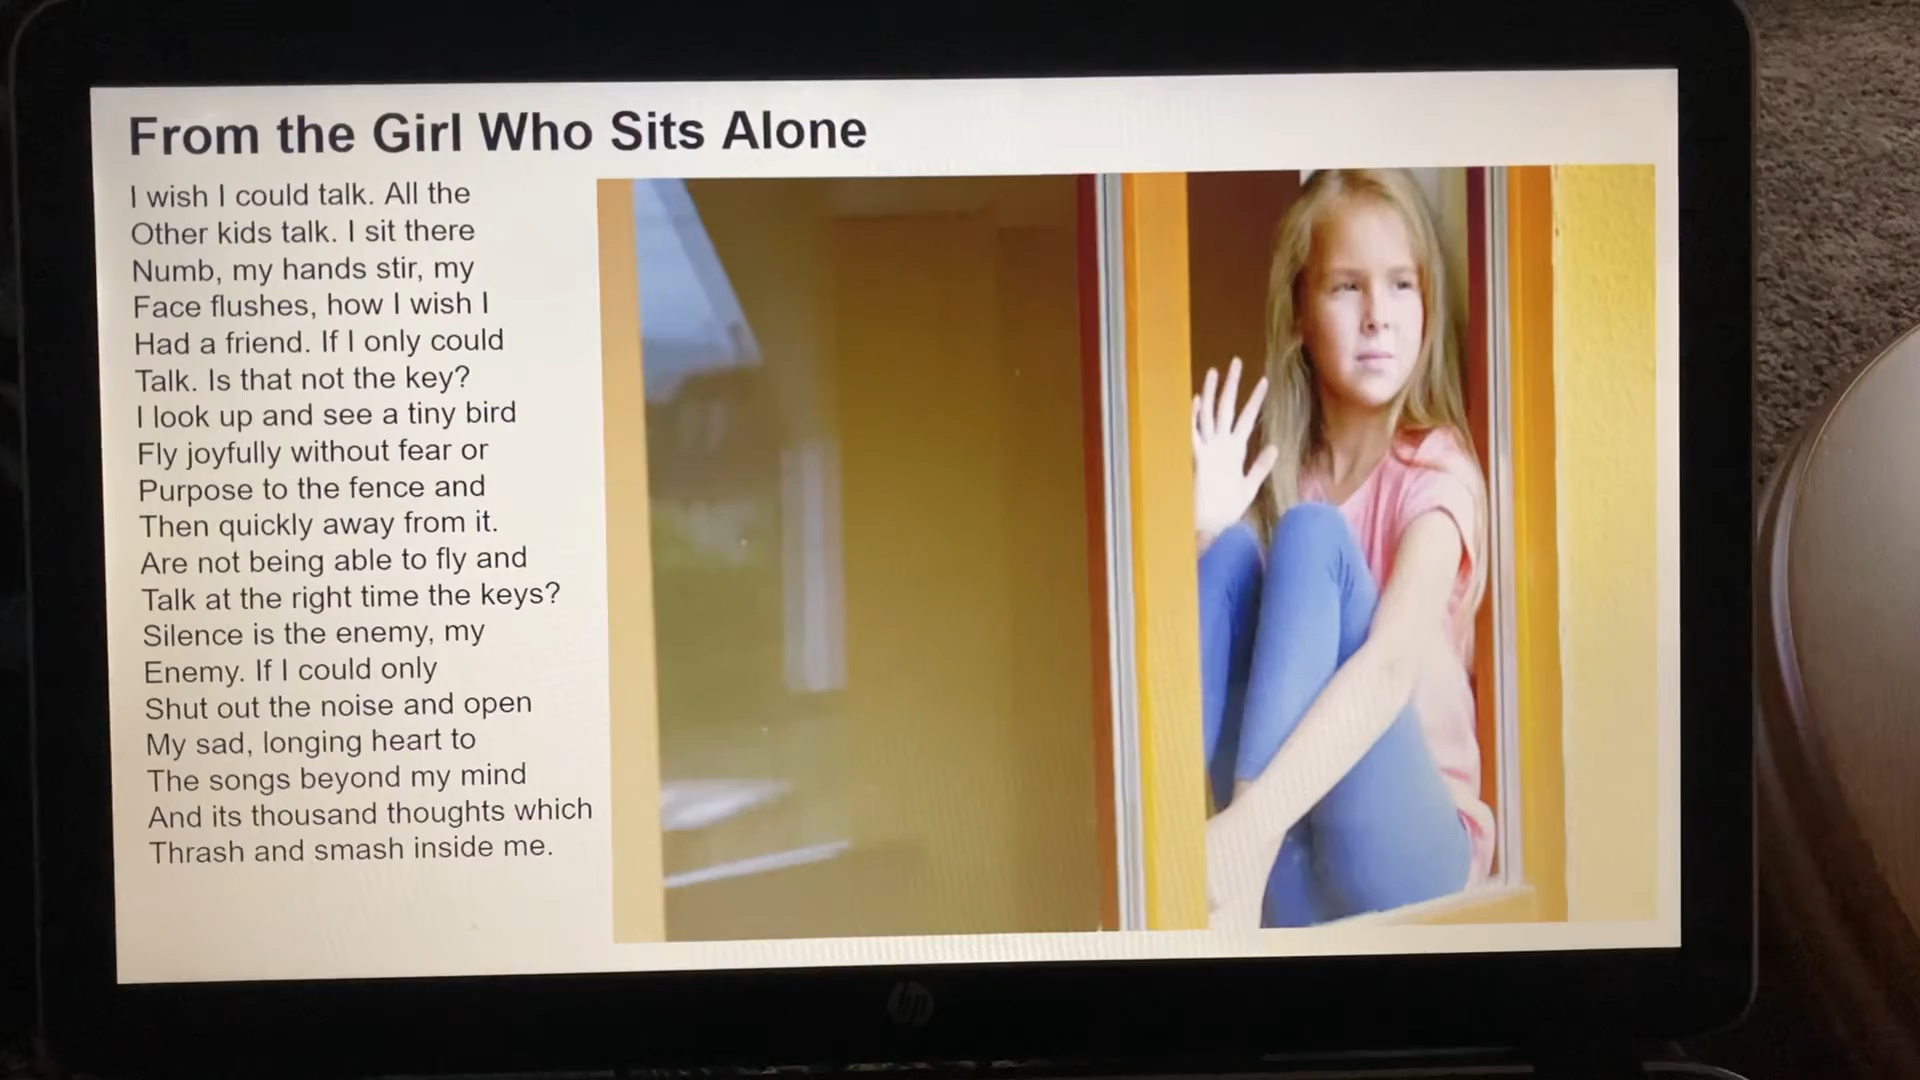 From the Girl Who Sits Alone
I wish I could talk. All the
Other kids talk. I sit there
Numb, my hands stir, my
Face flushes, how I wish I
Had a friend. If I only could
Talk. Is that not the key?
I look up and see a tiny bird
Fly joyfully without fear or
Purpose to the fence and
Then quickly away from it.
Are not being able to fly and
Talk at the right time the keys?
Silence is the enemy, my
Enemy. If I could only
Shut out the noise and open
My sad, longing heart to
The songs beyond my mind
And its thousand thoughts which
Thrash and smash inside me.
hp